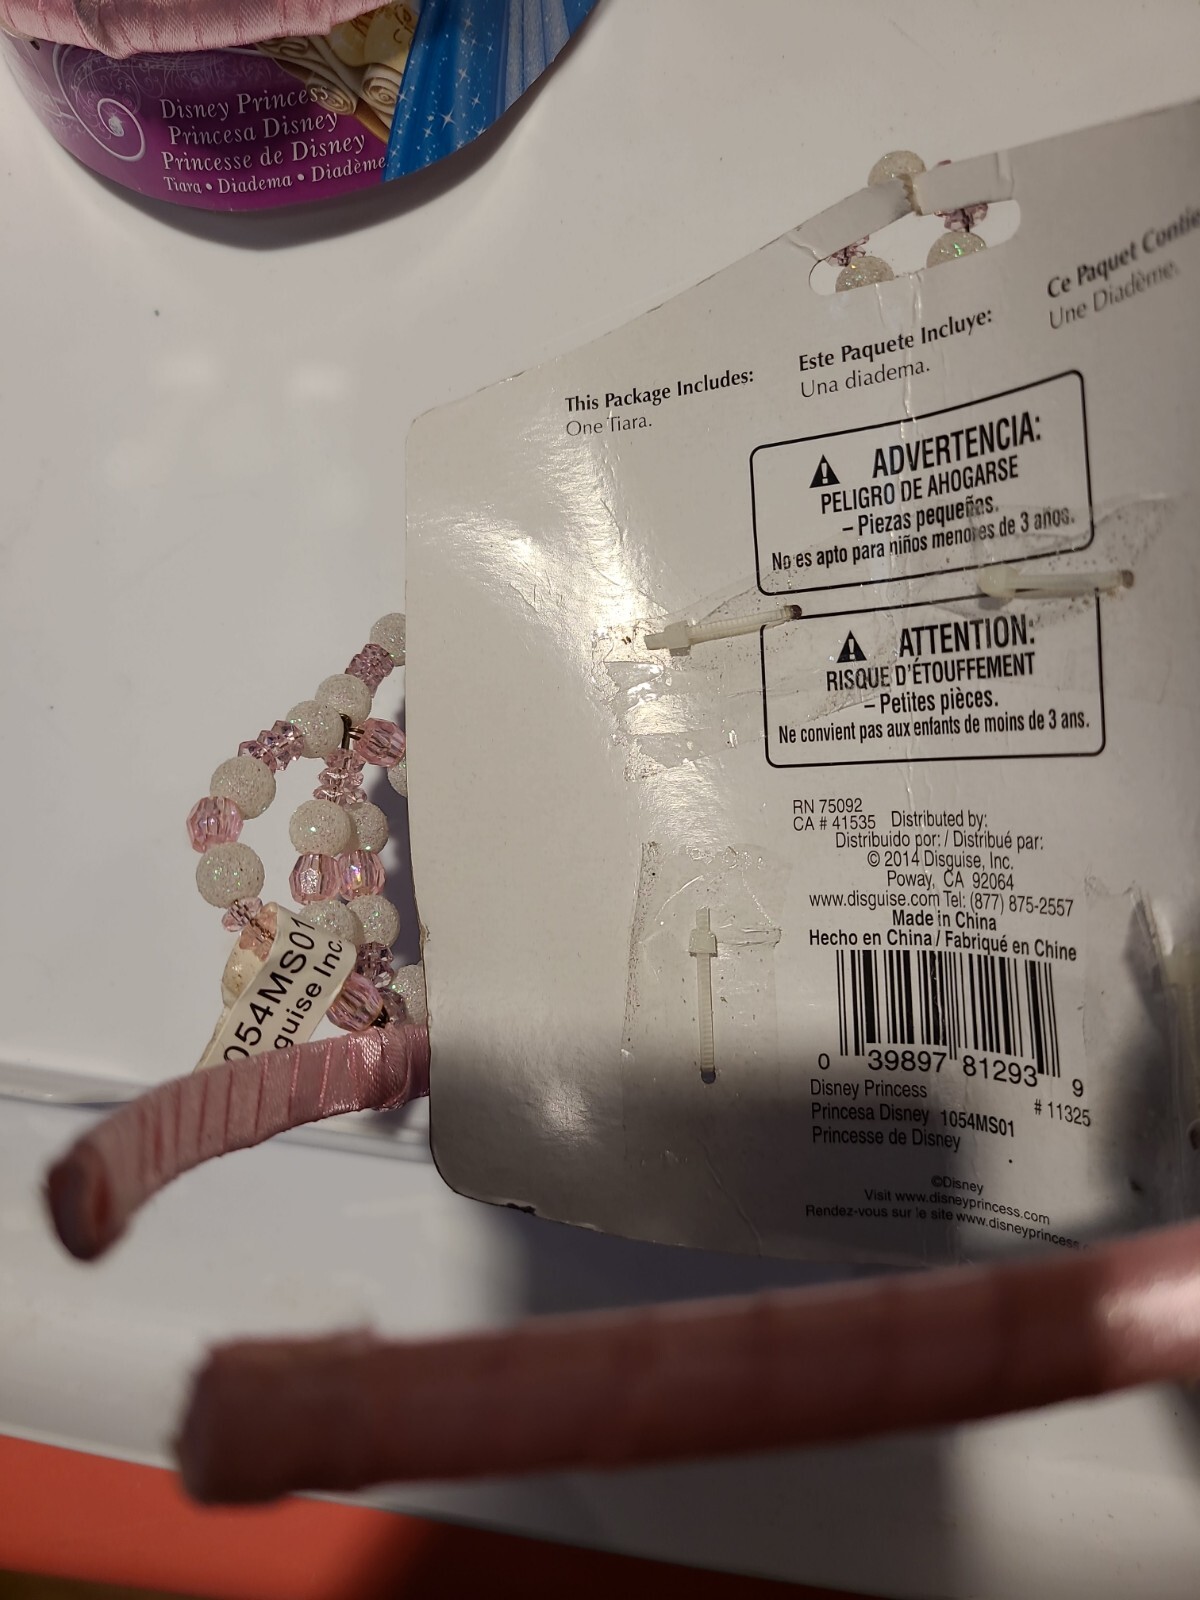 Disney Princess
Princesa Disney
Princesse de Disney
Tiara • Diadema • Diadème
This Package Includes:
One Tiara.
Este Paquete Incluye:
Una diadema.
Ce Paquet Contie
Une Diadème.
ADVERTENCIA:
PELIGRO DE AHOGARSE
– Piezas pequeñas.
No es apto para niños menores de 3 años.
ATTENTION:
RISQUE D'ÉTOUFFEMENT
– Petites pièces.
Ne convient pas aux enfants de moins de 3 ans.
RN 75092
CA # 41535 Distributed by:
Distribuido por: / Distribué par:
© 2014 Disguise, Inc.
Poway, CA 92064
www.disguise.com Tel: (877) 875-2557
Made in China
Hecho en China / Fabriqué en Chine
0 39897 81293 9
Disney Princess # 11325
Princesa Disney 1054MS01
Princesse de Disney
©Disney
Visit www.disneyprincess.com
Rendez-vous sur le site www.disneyprincess.
054MS01
guise Inc.